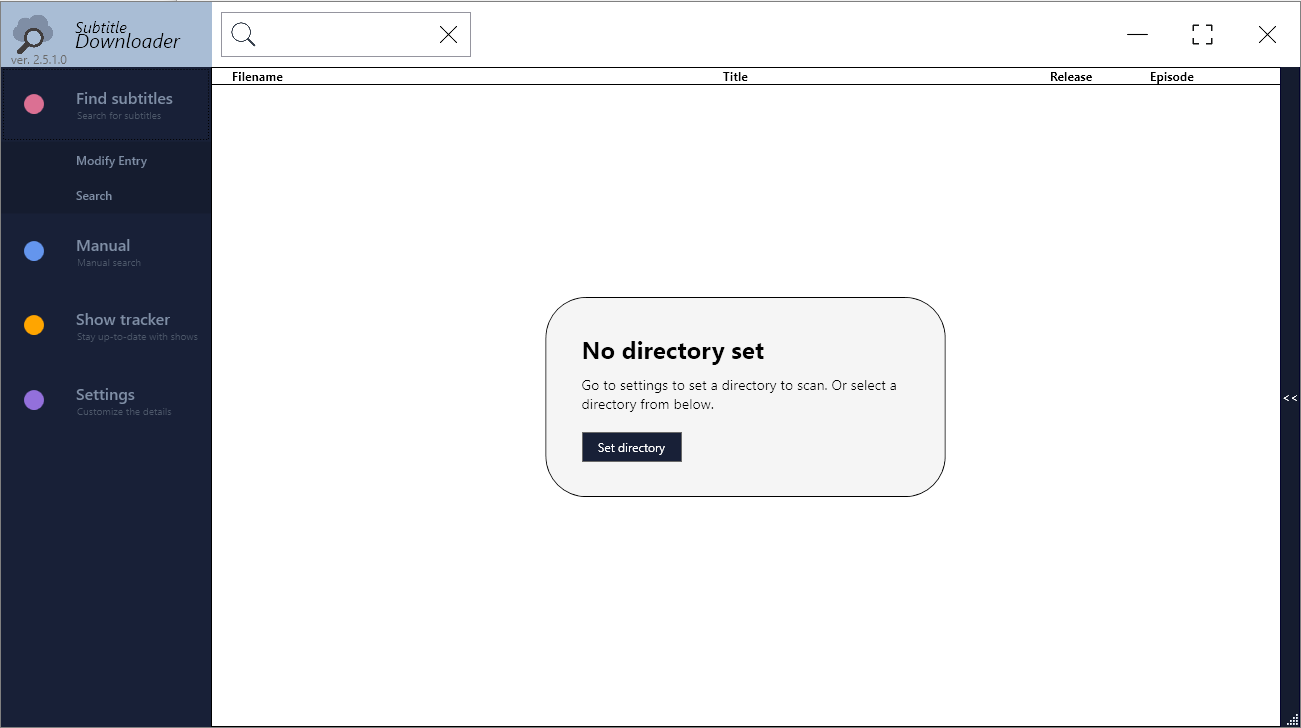 Subtitle
Downloader
ver. 2.5.1.0
Filename Title Release Episode
Find subtitles
Search for subtitles
Modify Entry
Search
Manual
Manual search
Show tracker
Stay up-to-date with shows
Settings
Customize the details
No directory set
Go to settings to set a directory to scan. Or select a
directory from below.
Set directory
<<